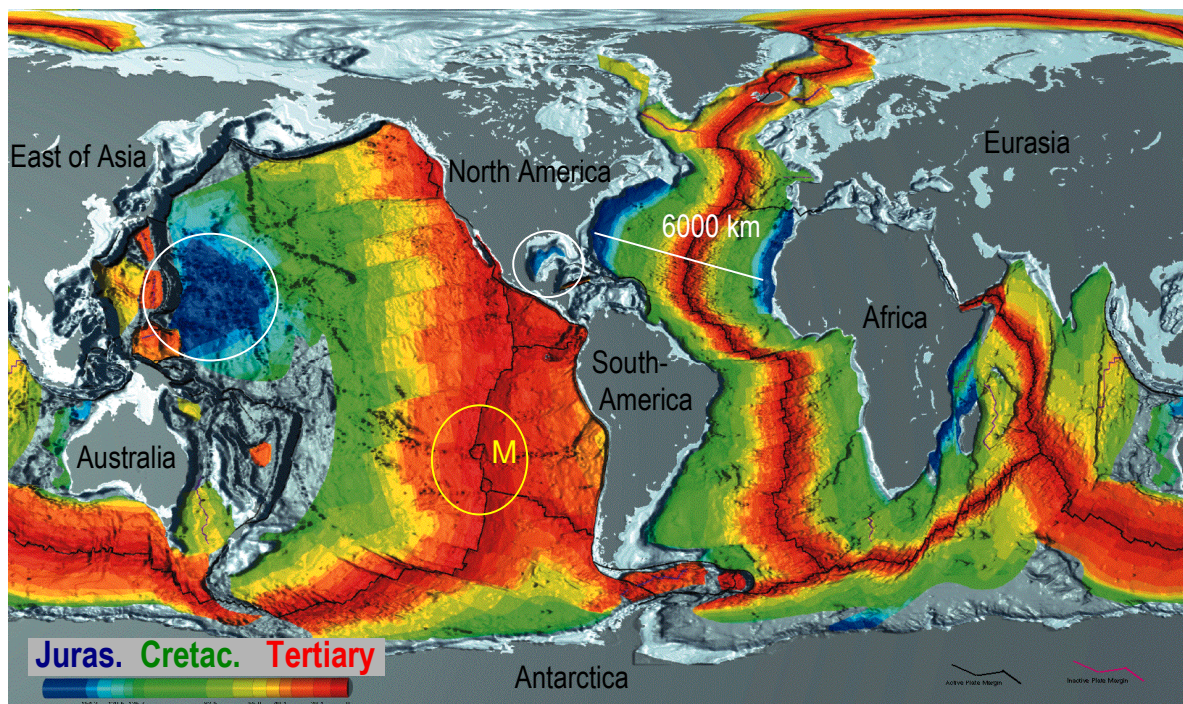 East of Asia
North America
Eurasia
6000 km
Africa
South-
America
M
Australia
Juras. Cretac. Tertiary
Antarctica
Active Plate Margin
Inactive Plate Margin